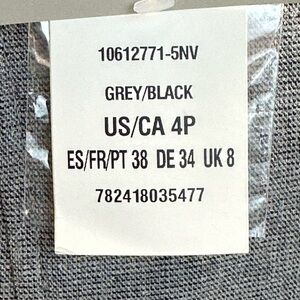 10612771-5NV
GREY/BLACK
US/CA 4P
ES/FR/PT 38 DE 34 UK 8
782418035477